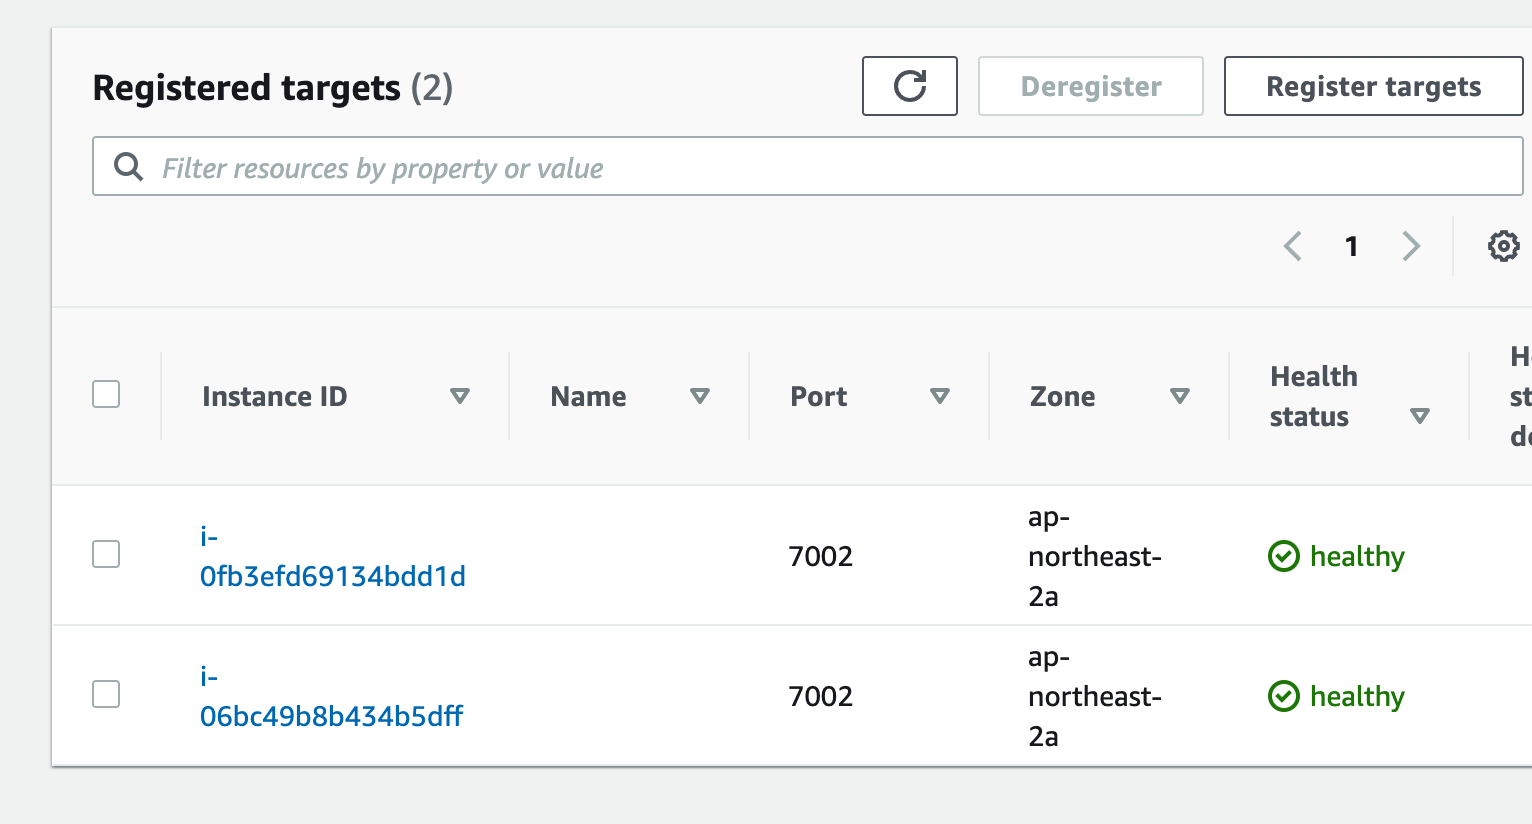 Registered targets (2)
Deregister
Register targets
Filter resources by property or value
1
Instance ID
Name
Port
Zone
Health
status
i-
0fb3efd69134bdd1d
7002
ap-
northeast-
2a
healthy
i-
06bc49b8b434b5dff
7002
ap-
northeast-
2a
healthy